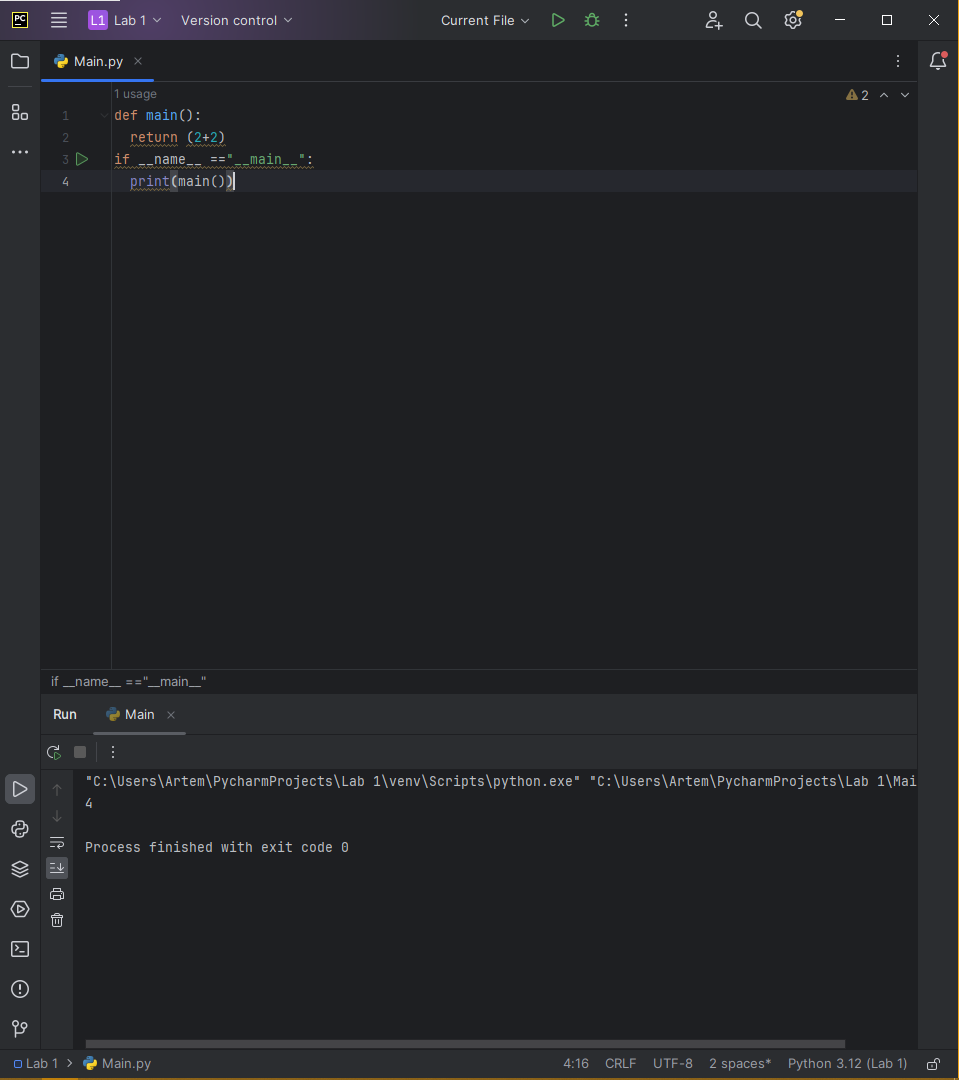 PC L1 Lab 1 Version control Current File
Main.py
1 usage
2
1 def main():
2 return (2+2)
3 if __name__ =="__main__":
4 print(main())
if __name__ =="__main__"
Run Main
"C:\Users\Artem\PycharmProjects\Lab 1\venv\Scripts\python.exe" "C:\Users\Artem\PycharmProjects\Lab 1\Mai
4
Process finished with exit code 0
Lab 1 Main.py 4:16 CRLF UTF-8 2 spaces* Python 3.12 (Lab 1)